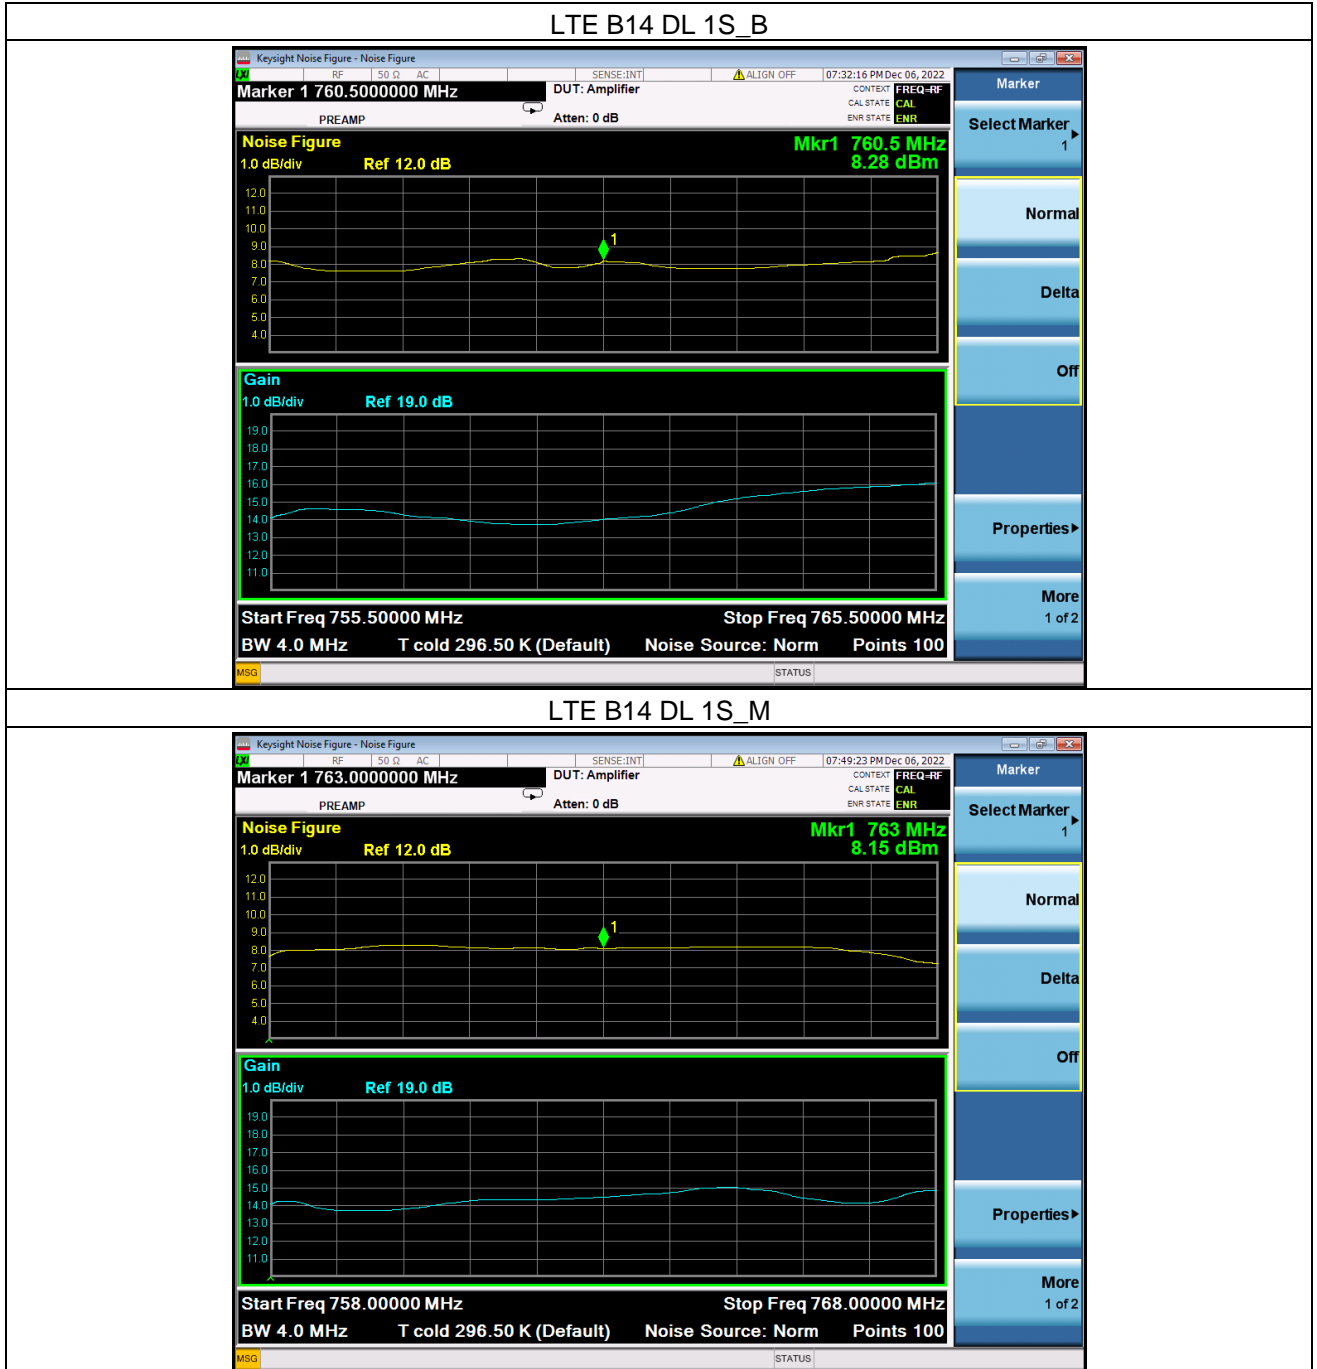 LTE B14 DL 1S_B
Keysight Noise Figure - Noise Figure
LXI RF 50 Ω AC SENSE:INT ALIGN OFF 07:32:16 PM Dec 06, 2022
Marker 1 760.5000000 MHz
DUT: Amplifier
CONTEXT FREQ=RF
CAL STATE CAL
PREAMP
Atten: 0 dB
ENR STATE ENR
Noise Figure
Mkr1 760.5 MHz
1.0 dB/div Ref 12.0 dB
8.28 dBm
12.0
11.0
10.0
9.0
1
8.0
7.0
6.0
5.0
4.0
Gain
1.0 dB/div Ref 19.0 dB
19.0
18.0
17.0
16.0
15.0
14.0
13.0
12.0
11.0
Start Freq 755.50000 MHz Stop Freq 765.50000 MHz
BW 4.0 MHz T cold 296.50 K (Default) Noise Source: Norm Points 100
MSG STATUS
Marker
Select Marker
1
Normal
Delta
Off
Properties
More
1 of 2
LTE B14 DL 1S_M
Keysight Noise Figure - Noise Figure
LXI RF 50 Ω AC SENSE:INT ALIGN OFF 07:49:23 PM Dec 06, 2022
Marker 1 763.0000000 MHz
DUT: Amplifier
CONTEXT FREQ=RF
CAL STATE CAL
PREAMP
Atten: 0 dB
ENR STATE ENR
Noise Figure
Mkr1 763 MHz
1.0 dB/div Ref 12.0 dB
8.15 dBm
12.0
11.0
10.0
9.0
1
8.0
7.0
6.0
5.0
4.0
Gain
1.0 dB/div Ref 19.0 dB
19.0
18.0
17.0
16.0
15.0
14.0
13.0
12.0
11.0
Start Freq 758.00000 MHz Stop Freq 768.00000 MHz
BW 4.0 MHz T cold 296.50 K (Default) Noise Source: Norm Points 100
MSG STATUS
Marker
Select Marker
1
Normal
Delta
Off
Properties
More
1 of 2